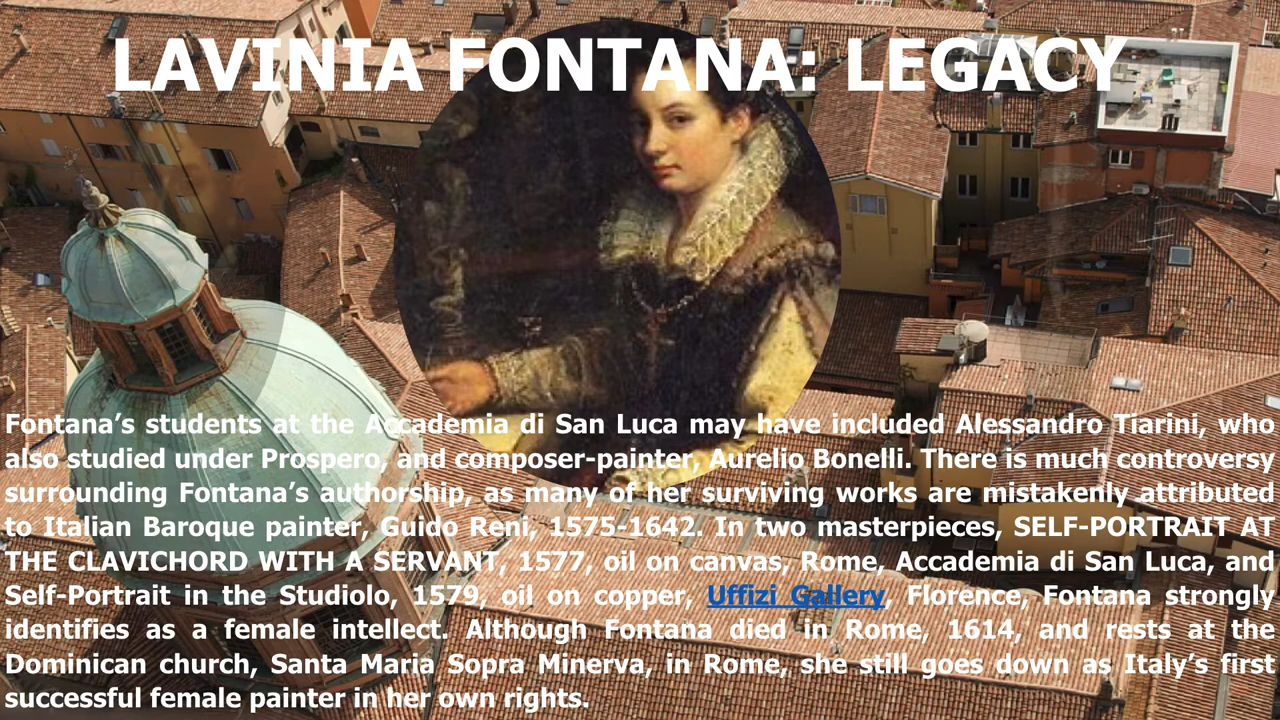 LAVINIA FONTANA: LEGACY
Fontana’s students at the Accademia di San Luca may have included Alessandro Tiarini, who
also studied under Prospero, and composer-painter, Aurelio Bonelli. There is much controversy
surrounding Fontana’s authorship, as many of her surviving works are mistakenly attributed
to Italian Baroque painter, Guido Reni, 1575-1642. In two masterpieces, SELF-PORTRAIT AT
THE CLAVICHORD WITH A SERVANT, 1577, oil on canvas, Rome, Accademia di San Luca, and
Self-Portrait in the Studiolo, 1579, oil on copper, Uffizi Gallery, Florence, Fontana strongly
identifies as a female intellect. Although Fontana died in Rome, 1614, and rests at the
Dominican church, Santa Maria Sopra Minerva, in Rome, she still goes down as Italy’s first
successful female painter in her own rights.